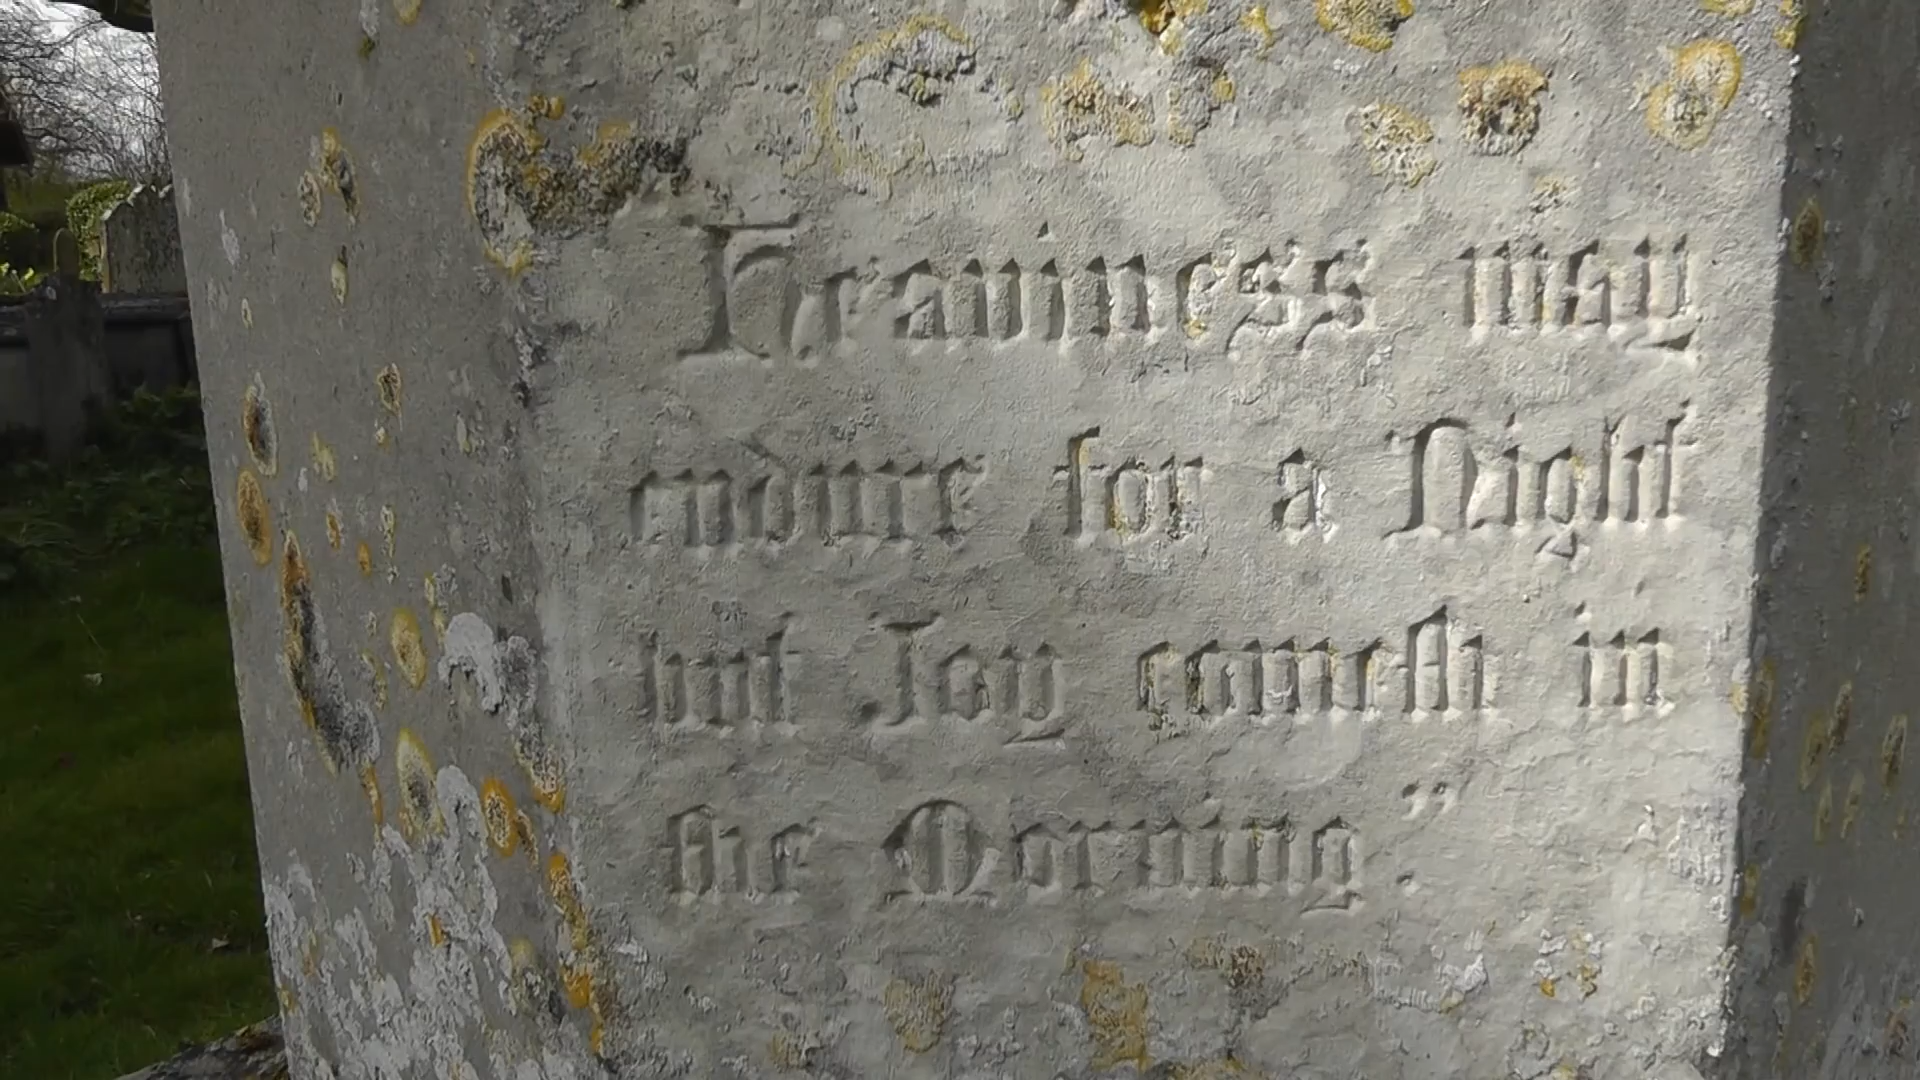 Heaviness may
endure for a Night
but Joy cometh in
the Morning.”